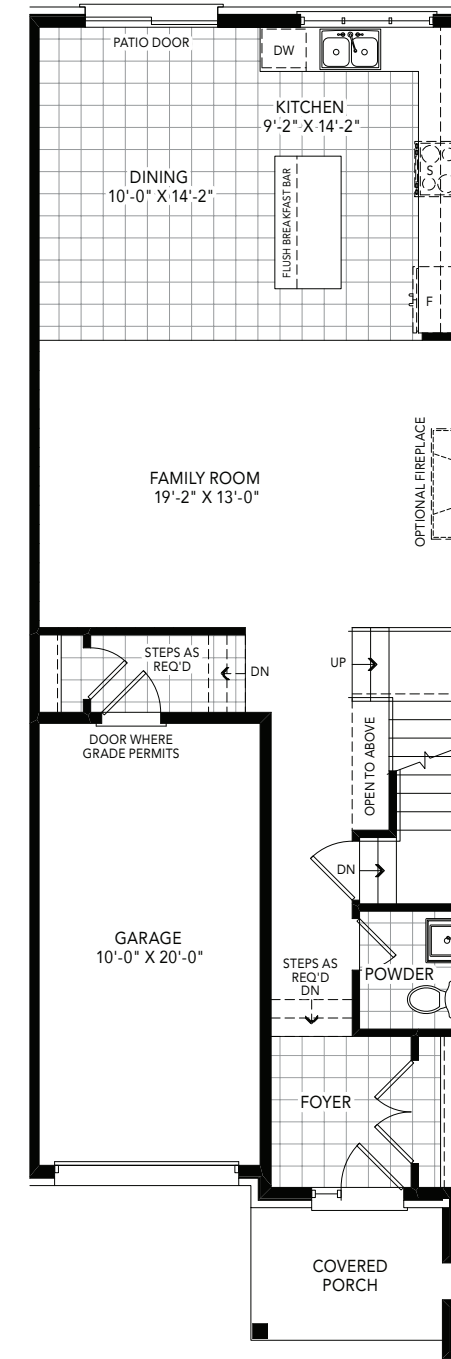 PATIO DOOR
DW
KITCHEN
9'-2" X 14'-2"
S
DINING
10'-0" X 14'-2"
FLUSH BREAKFAST BAR
F
OPTIONAL FIREPLACE
FAMILY ROOM
19'-2" X 13'-0"
STEPS AS
REQ'D
DN
UP
DOOR WHERE
GRADE PERMITS
OPEN TO ABOVE
DN
GARAGE
10'-0" X 20'-0"
STEPS AS
REQ'D
DN
POWDER
FOYER
COVERED
PORCH